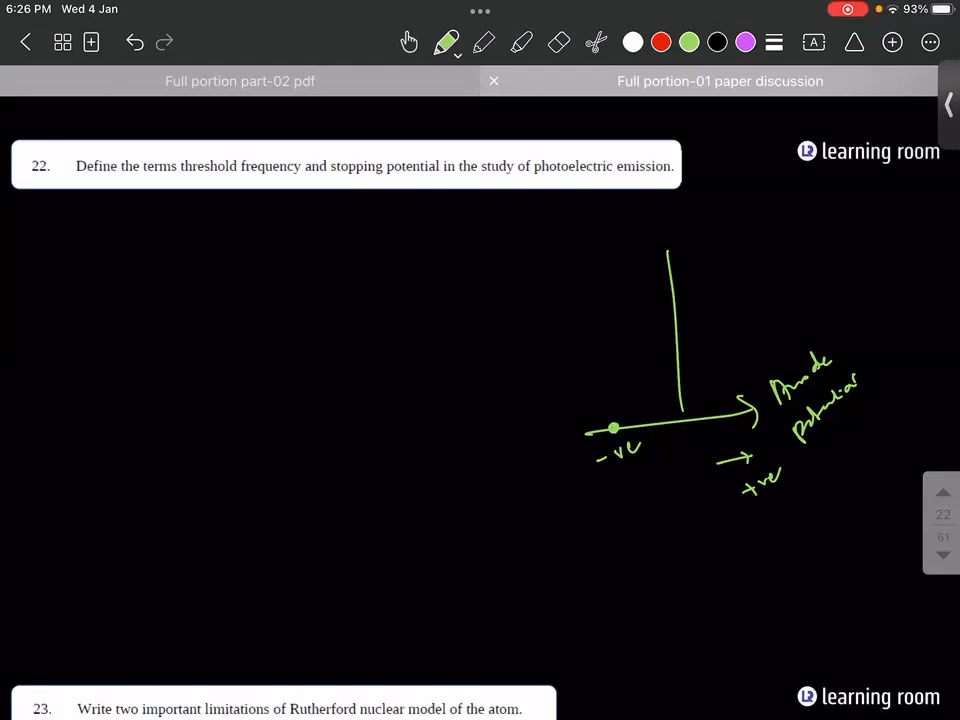 6:26 PM Wed 4 Jan
93%
Full portion part-02 pdf
Full portion-01 paper discussion
22. Define the terms threshold frequency and stopping potential in the study of photoelectric emission.
learning room
Anode
potential
-ve
+ve
22
61
23. Write two important limitations of Rutherford nuclear model of the atom.
learning room